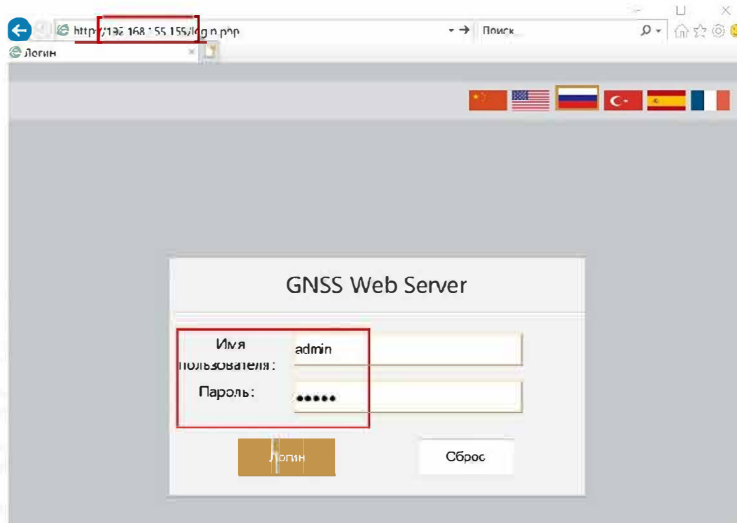 http://192.168.155.155/login.php
Поиск...
Логин
GNSS Web Server
Имя
пользователя:
admin
Пароль:
•••••
Логин
Сброс